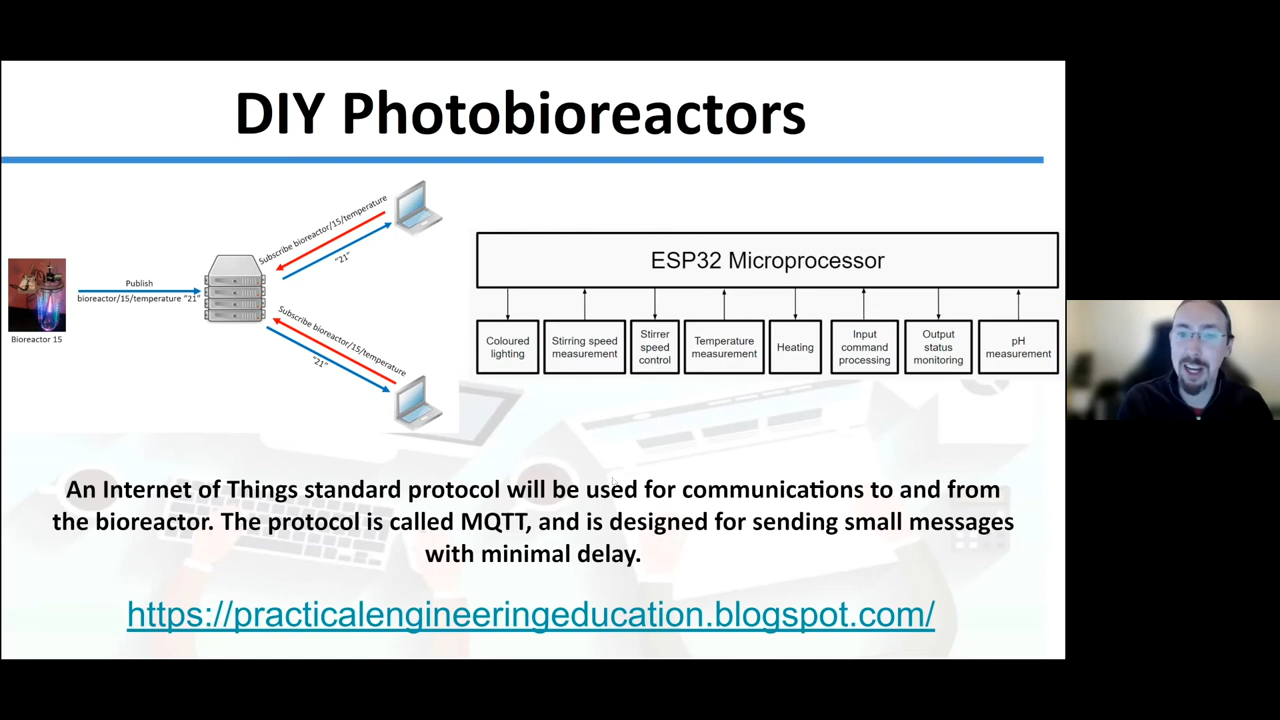 DIY Photobioreactors
Subscribe bioreactor/15/temperature
"21"
Publish
bioreactor/15/temperature "21"
Bioreactor 15
Subscribe bioreactor/15/temperature
"21"
ESP32 Microprocessor
Coloured
lighting
Stirring speed
measurement
Stirrer
speed
control
Temperature
measurement
Heating
Input
command
processing
Output
status
monitoring
pH
measurement
An Internet of Things standard protocol will be used for communications to and from
the bioreactor. The protocol is called MQTT, and is designed for sending small messages
with minimal delay.
https://practicalengineeringeducation.blogspot.com/